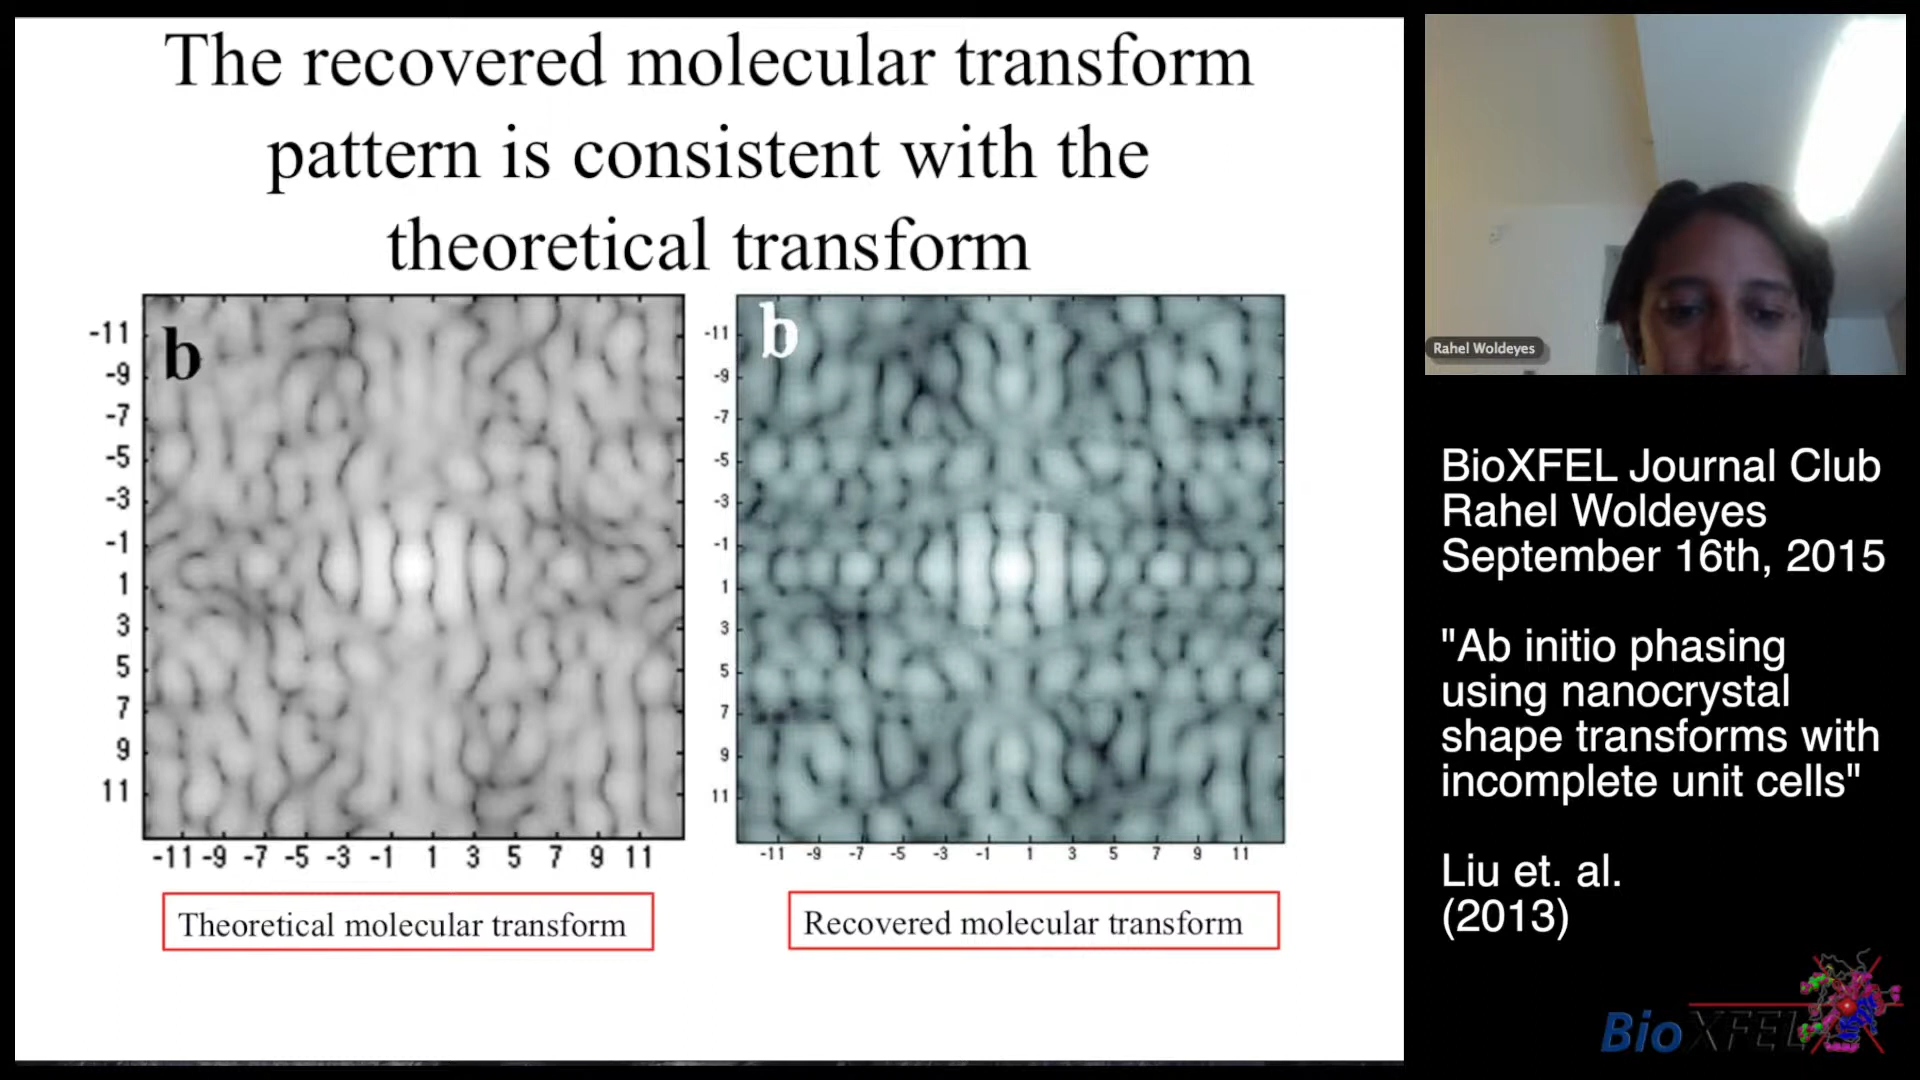 The recovered molecular transform
pattern is consistent with the
theoretical transform
b
-11
-9
-7
-5
-3
-1
1
3
5
7
9
11
-11 -9 -7 -5 -3 -1 1 3 5 7 9 11
Theoretical molecular transform
b
-11
-9
-7
-5
-3
-1
1
3
5
7
9
11
-11 -9 -7 -5 -3 -1 1 3 5 7 9 11
Recovered molecular transform
Rahel Woldeyes
BioXFEL Journal Club
Rahel Woldeyes
September 16th, 2015
"Ab initio phasing
using nanocrystal
shape transforms with
incomplete unit cells"
Liu et. al.
(2013)
BioXFEL